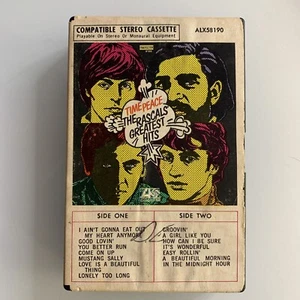 COMPATIBLE STEREO CASSETTE ALX58190
Playable On Stereo Or Monaural Equipment
TIME PEACE
THE RASCALS'
GREATEST
HITS
ATLANTIC
SIDE ONE
I AIN'T GONNA EAT OUT
MY HEART ANYMORE
GOOD LOVIN'
YOU BETTER RUN
COME ON UP
MUSTANG SALLY
LOVE IS A BEAUTIFUL
THING
LONELY TOO LONG
SIDE TWO
GROOVIN'
A GIRL LIKE YOU
HOW CAN I BE SURE
IT'S WONDERFUL
EASY ROLLIN'
A BEAUTIFUL MORNING
IN THE MIDNIGHT HOUR